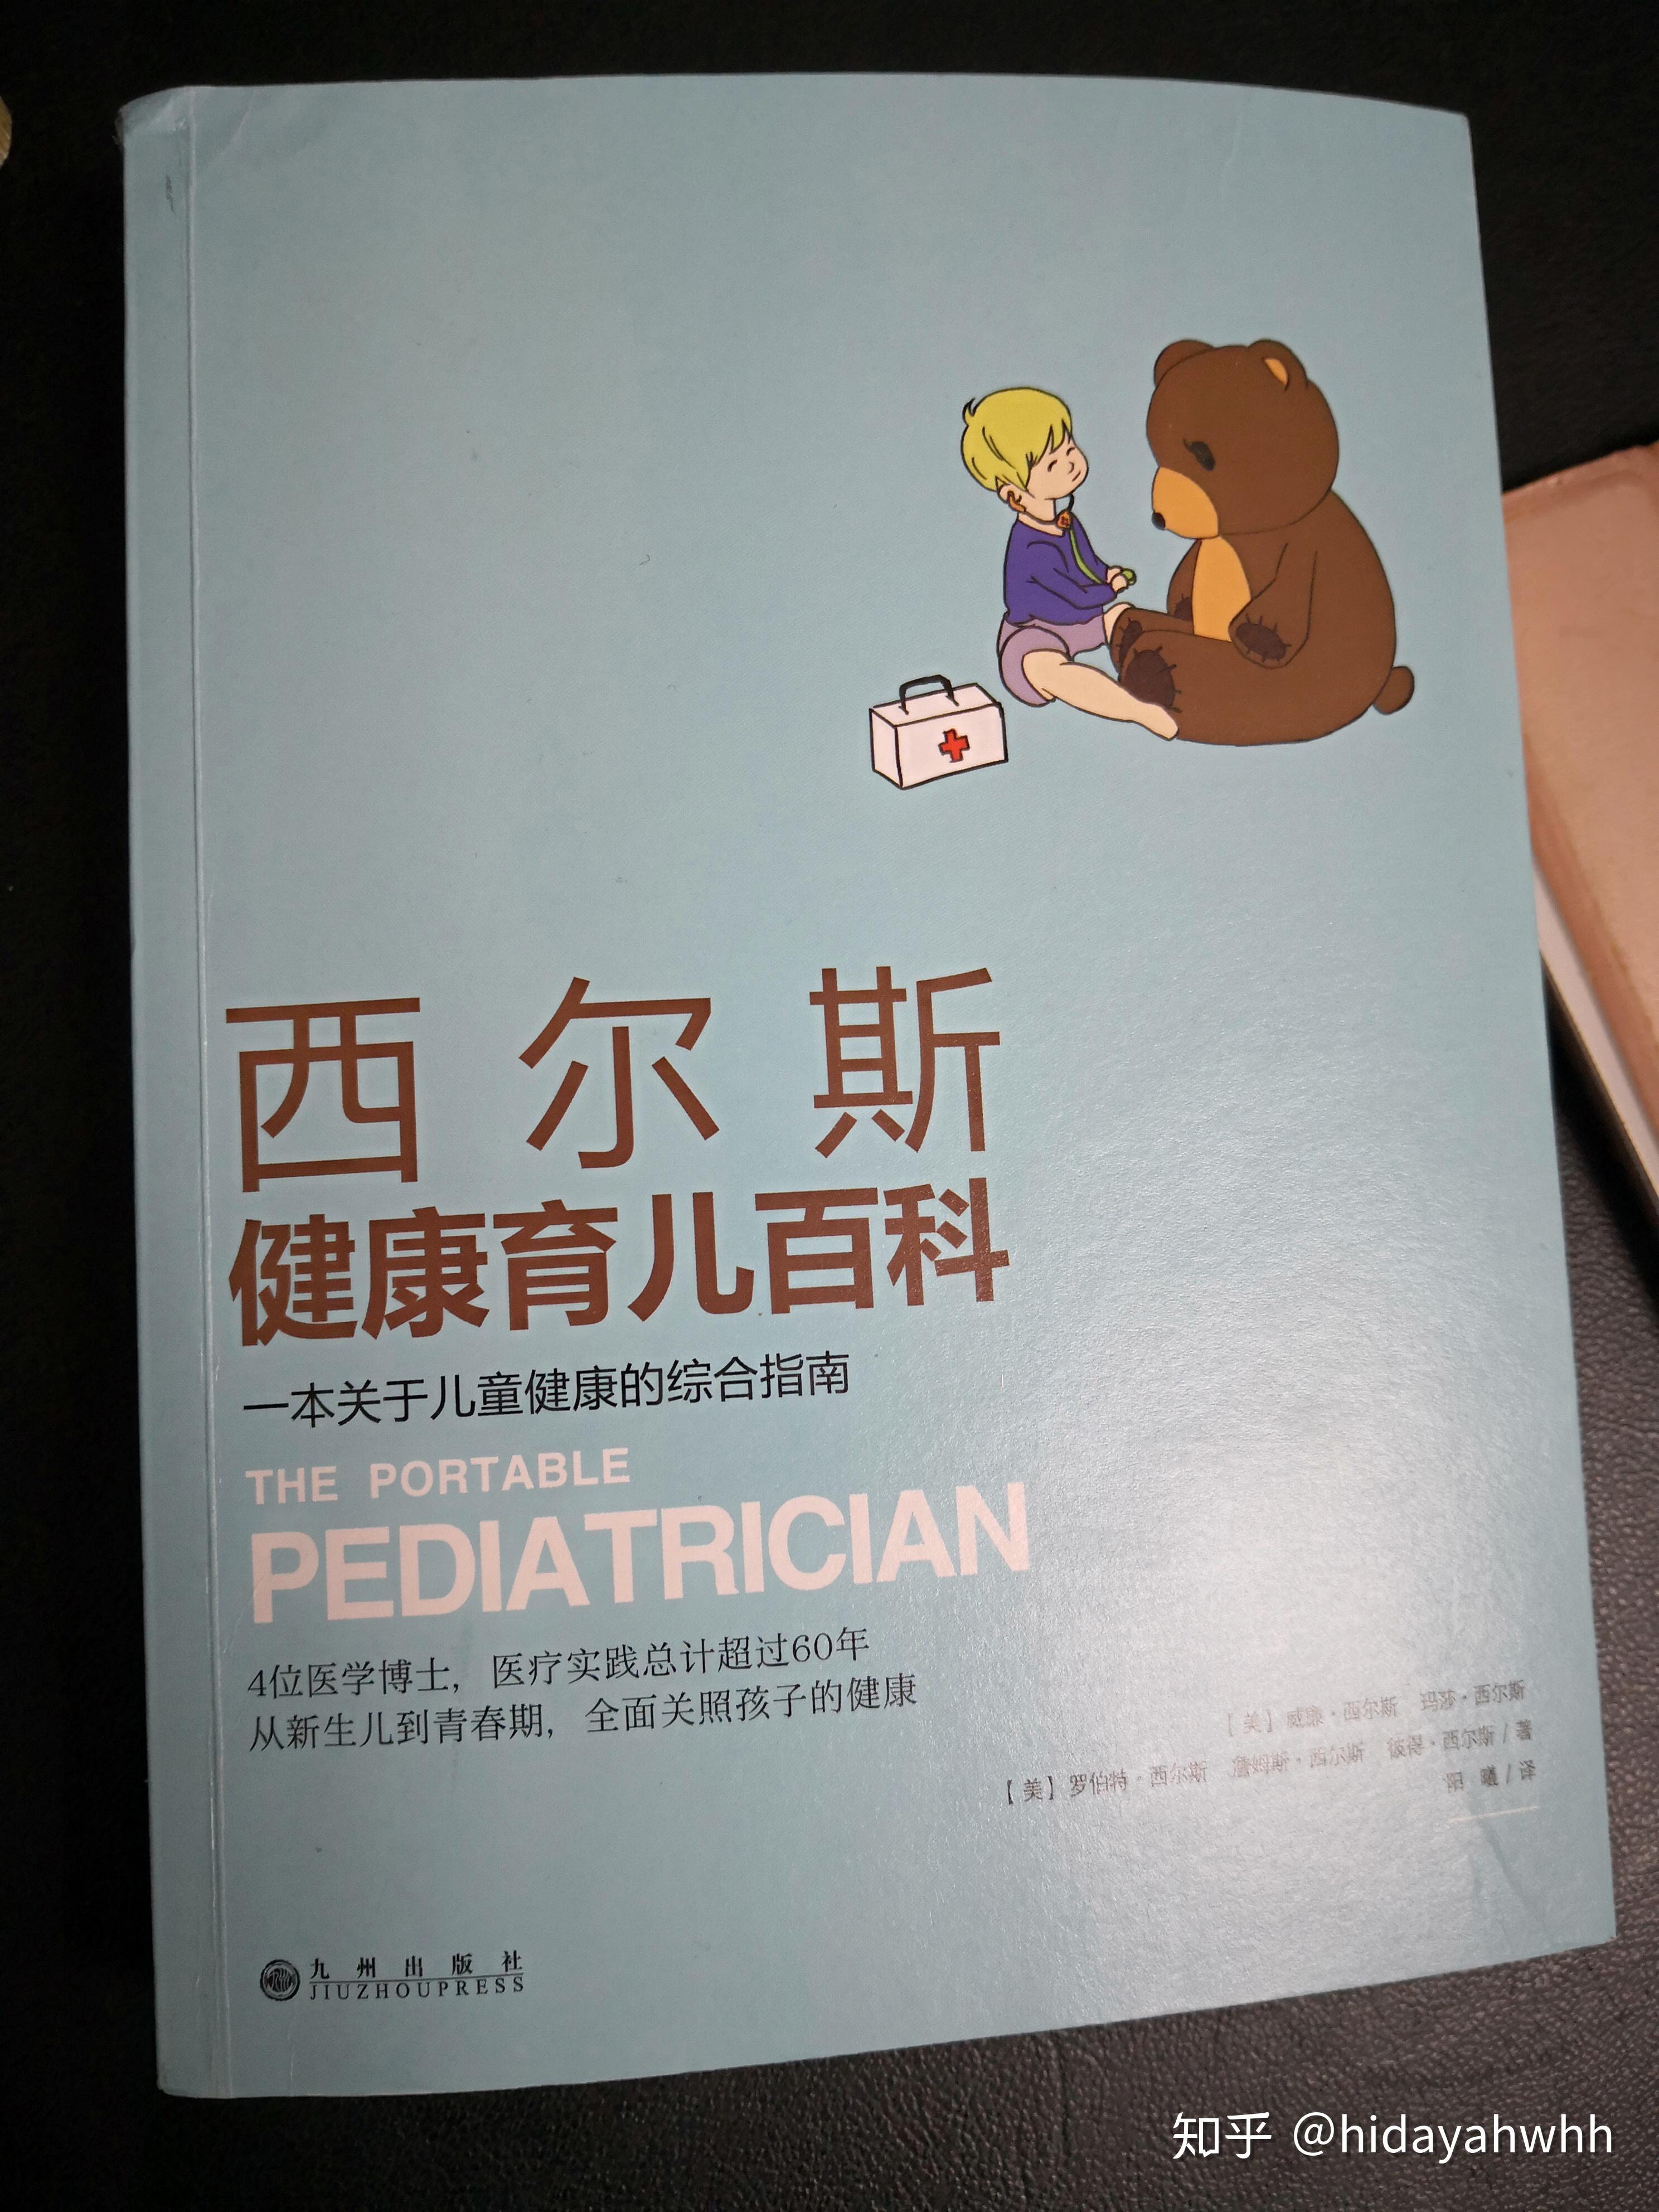 西尔斯
健康育儿百科
一本关于儿童健康的综合指南
THE PORTABLE
PEDIATRICIAN
4位医学博士，医疗实践总计超过60年
从新生儿到青春期，全面关照孩子的健康
【美】威廉·西尔斯 玛莎·西尔斯
【美】罗伯特·西尔斯 詹姆斯·西尔斯 彼得·西尔斯/著
阳曦/译
九州出版社
JIUZHOUPRESS
知乎 @hidayahwhh